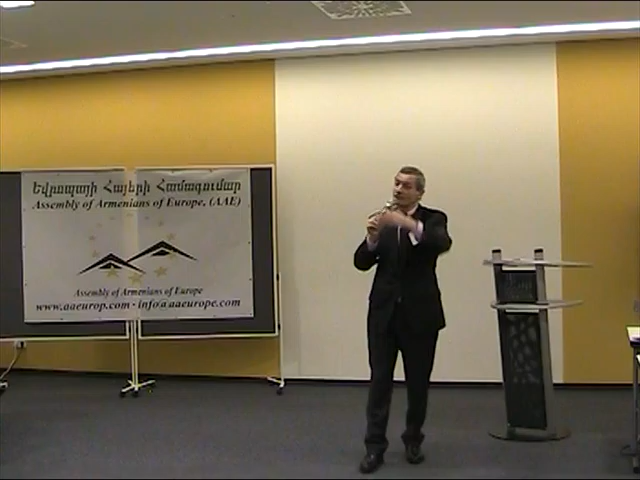 Եվրոպայի Հայերի Համագումար
Assembly of Armenians of Europe, (AAE)
Assembly of Armenians of Europe
www.aaeurop.com - info@aaeurope.com